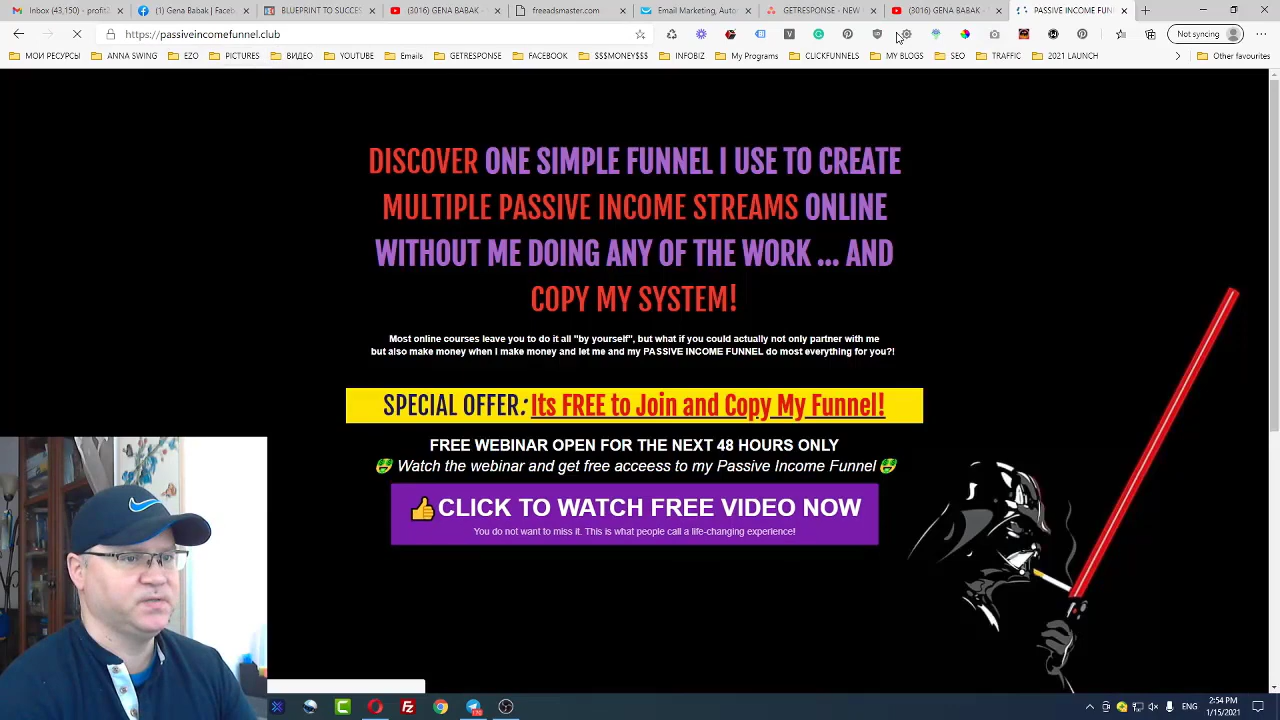 Inbox (43,150) - profit3
(1) Gena Babak | Faceb
BLUEPRINT TO SUCCES
(3016) GENA BABAK -
freeadsmaster.com
Email Marketing, Auto
GETRESPONSE - NEW
(3016) GENA BABAK -
PASSIVE INCOME FUN
https://passiveincomefunnel.club
Not syncing
МОИ РЕСУРСЫ
ANNA SWING
EZO
PICTURES
ВИДЕО
YOUTUBE
Emails
GETRESPONSE
FACEBOOK
$$$MONEY$$$
INFOBIZ
My Programs
CLICKFUNNELS
MY BLOGS
SEO
TRAFFIC
2021 LAUNCH
Other favourites
DISCOVER ONE SIMPLE FUNNEL I USE TO CREATE
MULTIPLE PASSIVE INCOME STREAMS ONLINE
WITHOUT ME DOING ANY OF THE WORK ... AND
COPY MY SYSTEM!
Most online courses leave you to do it all "by yourself", but what if you could actually not only partner with me
but also make money when I make money and let me and my PASSIVE INCOME FUNNEL do most everything for you?!
SPECIAL OFFER: Its FREE to Join and Copy My Funnel!
FREE WEBINAR OPEN FOR THE NEXT 48 HOURS ONLY
Watch the webinar and get free acceess to my Passive Income Funnel
CLICK TO WATCH FREE VIDEO NOW
You do not want to miss it. This is what people call a life-changing experience!
ENG
2:54 PM
1/15/2021